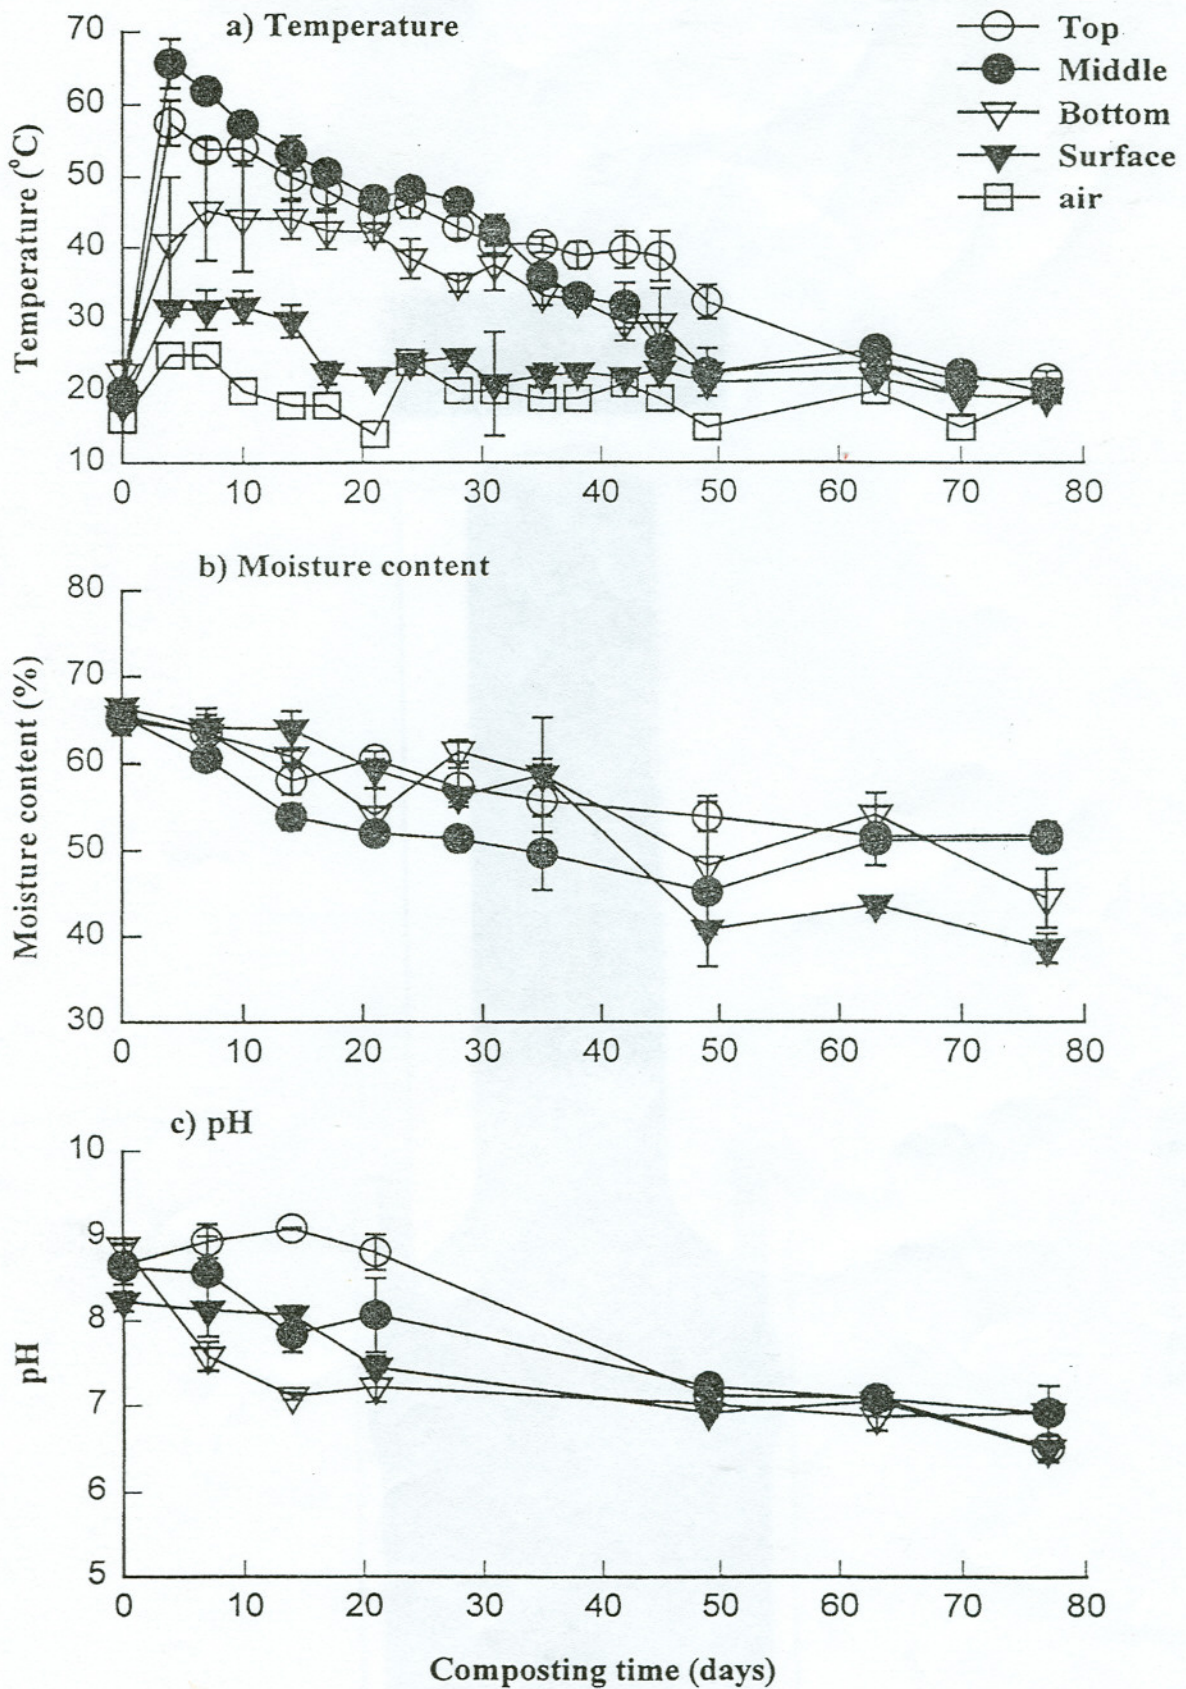 a) Temperature
Top
Middle
Bottom
Surface
air
Temperature (°C)
70
60
50
40
30
20
10
0 10 20 30 40 50 60 70 80
b) Moisture content
Moisture content (%)
80
70
60
50
40
30
0 10 20 30 40 50 60 70 80
c) pH
pH
10
9
8
7
6
5
0 10 20 30 40 50 60 70 80
Composting time (days)